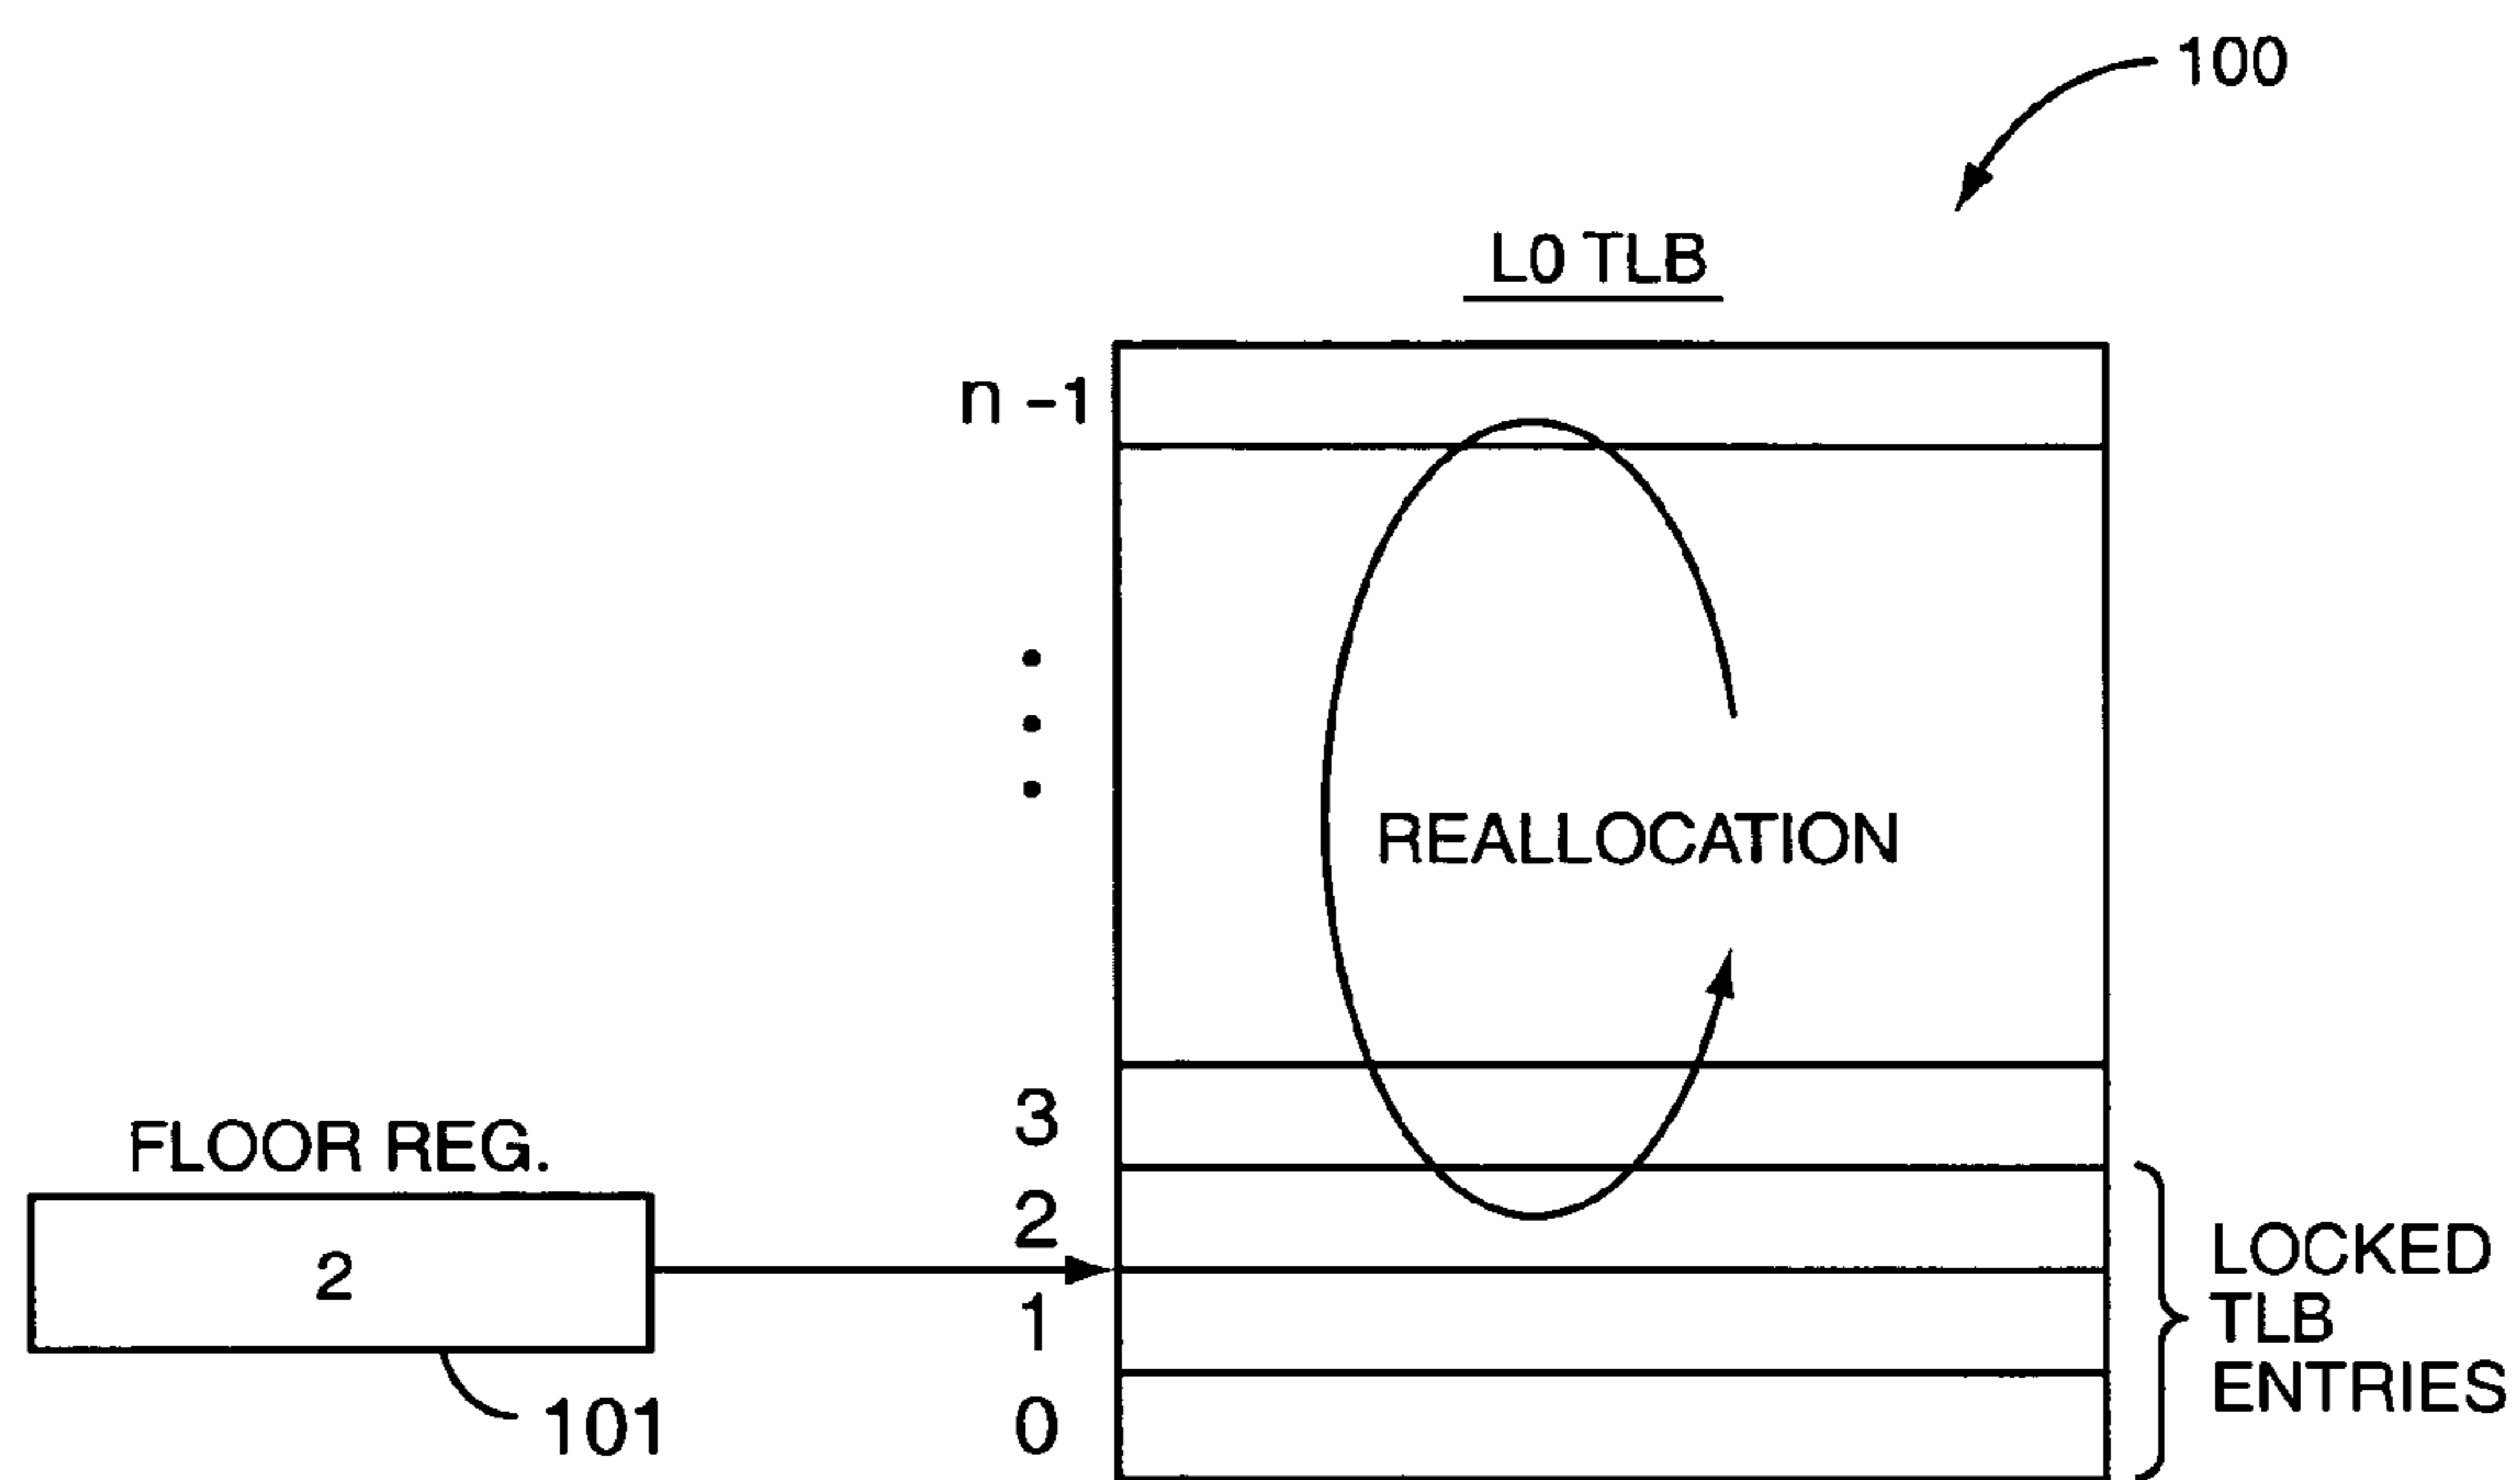 100
L0 TLB
n -1
REALLOCATION
3
FLOOR REG.
2
2
1
0
101
LOCKED
TLB
ENTRIES